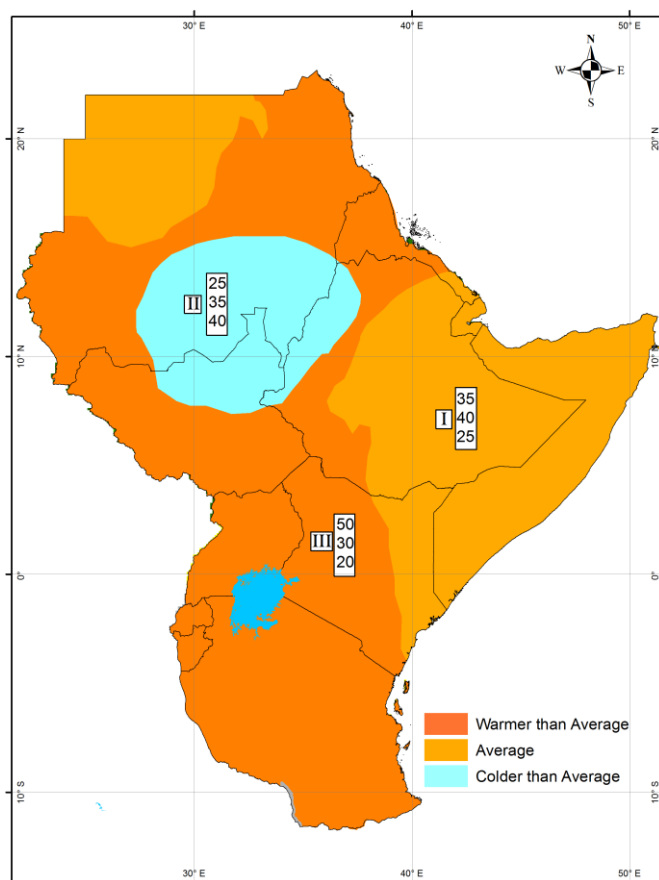 30° E 40° E 50° E
N
W E
S
20° N 20° N
II
25
35
40
10° N 10° N
I
35
40
25
III
50
30
20
0° 0°
Warmer than Average
Average
Colder than Average
10° S 10° S
30° E 40° E 50° E